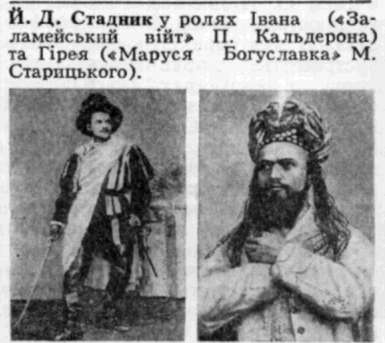 Й. Д. Стадник у ролях Івана («За-
ламейський війт» П. Кальдерона)
та Гірея («Маруся Богуславка» М.
Старицького).